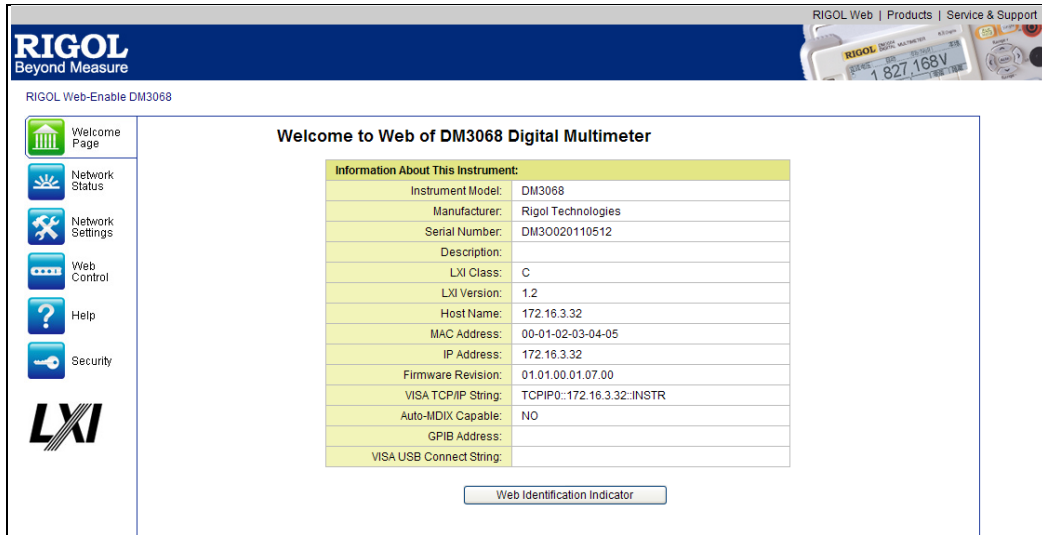 RIGOL Web | Products | Service & Support
RIGOL
Beyond Measure
RIGOL
1.827,168V
RIGOL Web-Enable DM3068
Welcome Page
Network Status
Network Settings
Web Control
Help
Security
LXI
Welcome to Web of DM3068 Digital Multimeter
Information About This Instrument:
Instrument Model: DM3068
Manufacturer: Rigol Technologies
Serial Number: DM3O020110512
Description:
LXI Class: C
LXI Version: 1.2
Host Name: 172.16.3.32
MAC Address: 00-01-02-03-04-05
IP Address: 172.16.3.32
Firmware Revision: 01.01.00.01.07.00
VISA TCP/IP String: TCPIP0::172.16.3.32::INSTR
Auto-MDIX Capable: NO
GPIB Address:
VISA USB Connect String:
Web Identification Indicator